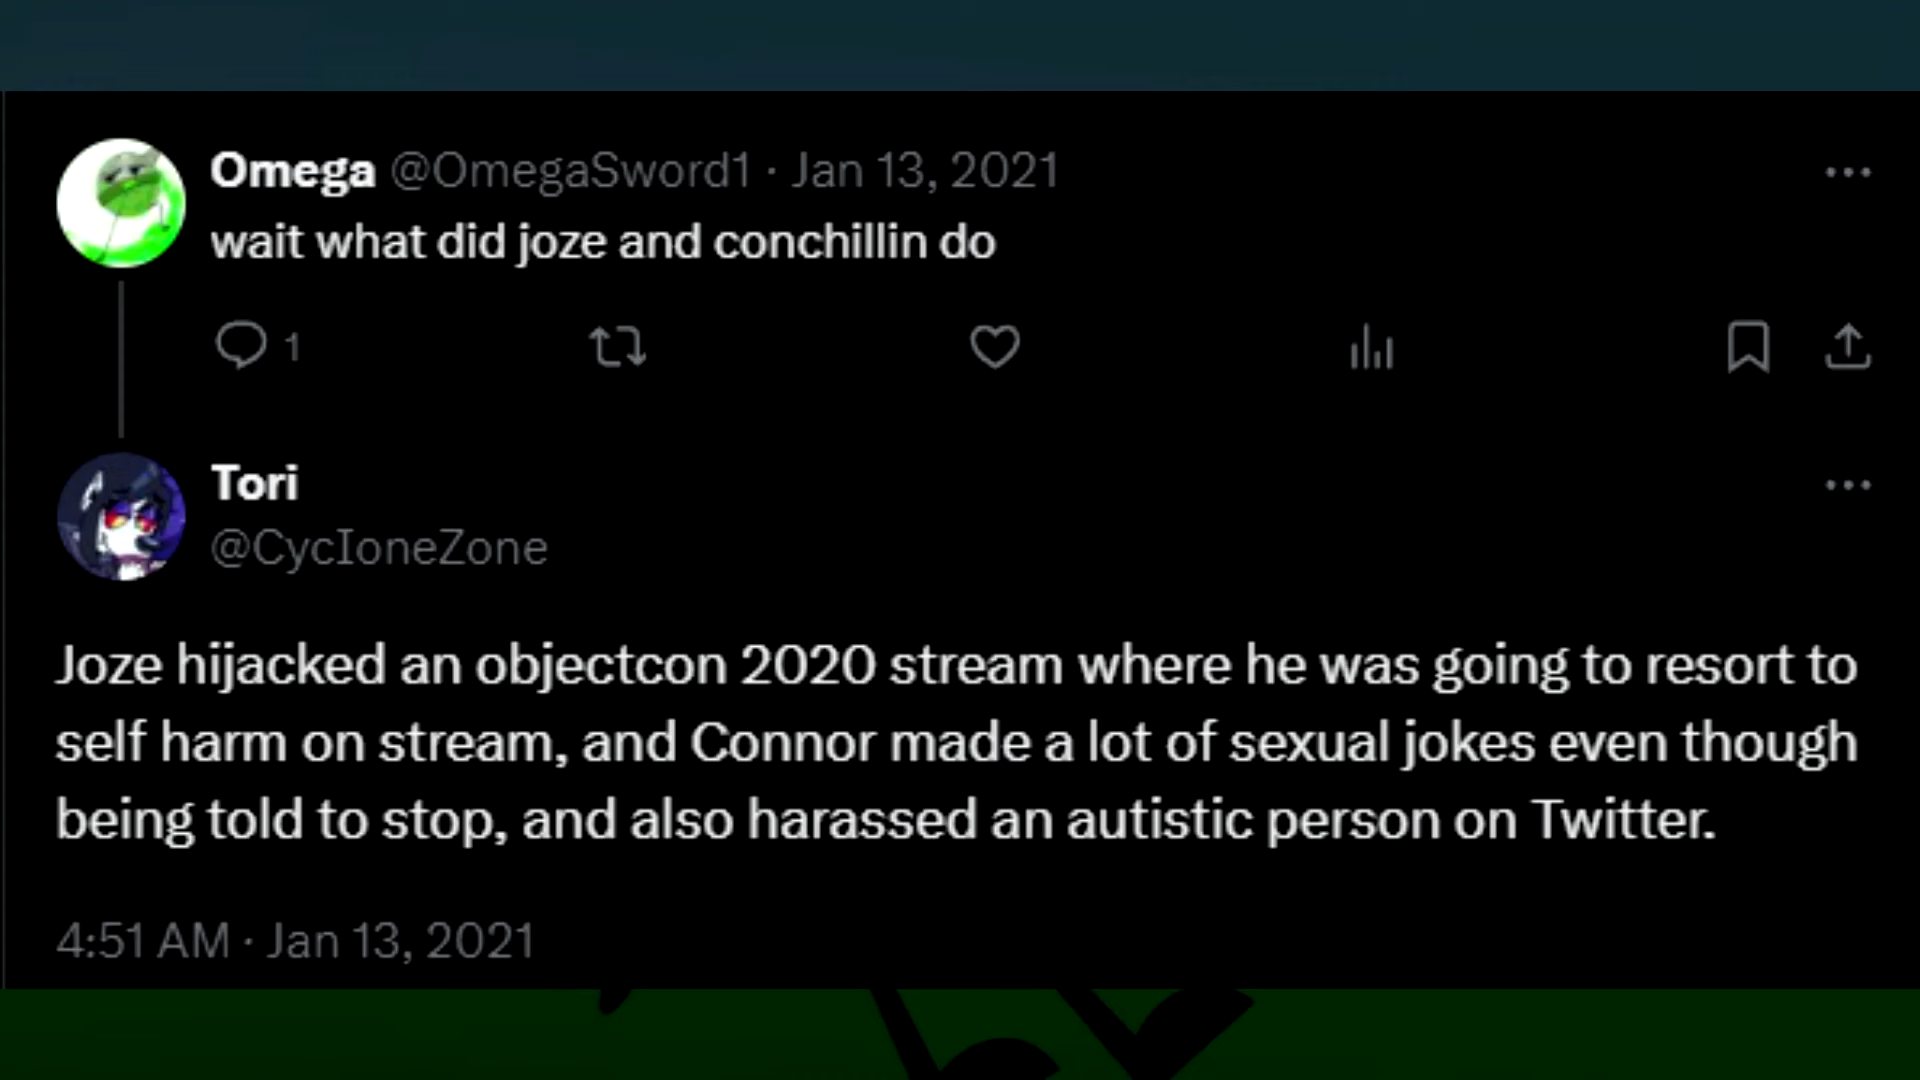 Omega @OmegaSword1 · Jan 13, 2021
wait what did joze and conchillin do
1
Tori
@CycIoneZone
Joze hijacked an objectcon 2020 stream where he was going to resort to
self harm on stream, and Connor made a lot of sexual jokes even though
being told to stop, and also harassed an autistic person on Twitter.
4:51 AM · Jan 13, 2021